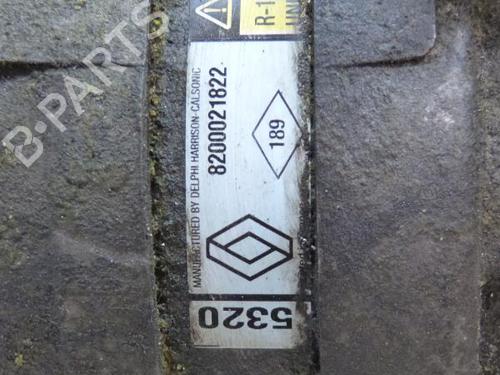 MANUFACTURED BY DELPHI HARRISON-CALSONIC
8200021822
189
5320
R-1
B-PARTS